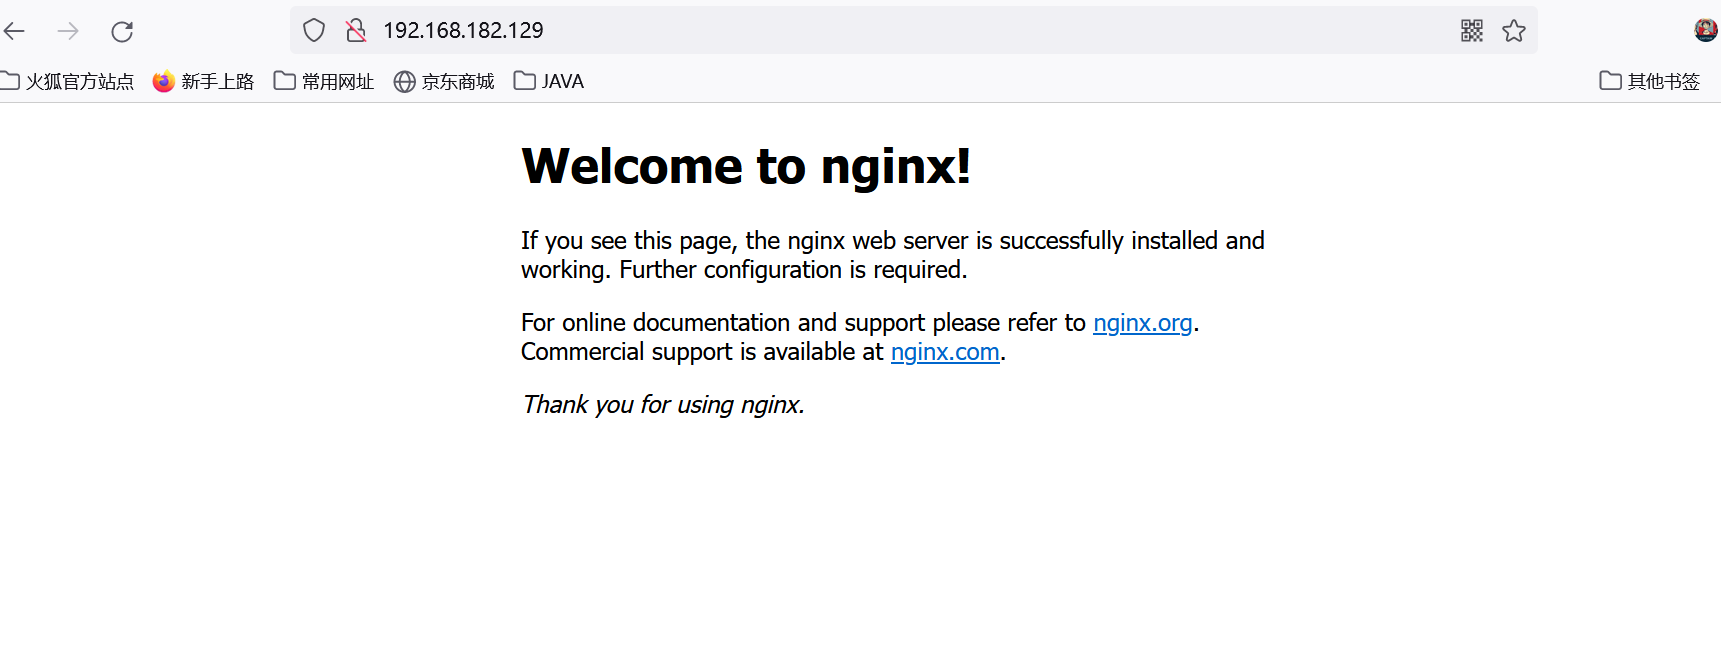 192.168.182.129
火狐官方站点 新手上路 常用网址 京东商城 JAVA 其他书签
Welcome to nginx!
If you see this page, the nginx web server is successfully installed and
working. Further configuration is required.
For online documentation and support please refer to nginx.org.
Commercial support is available at nginx.com.
Thank you for using nginx.